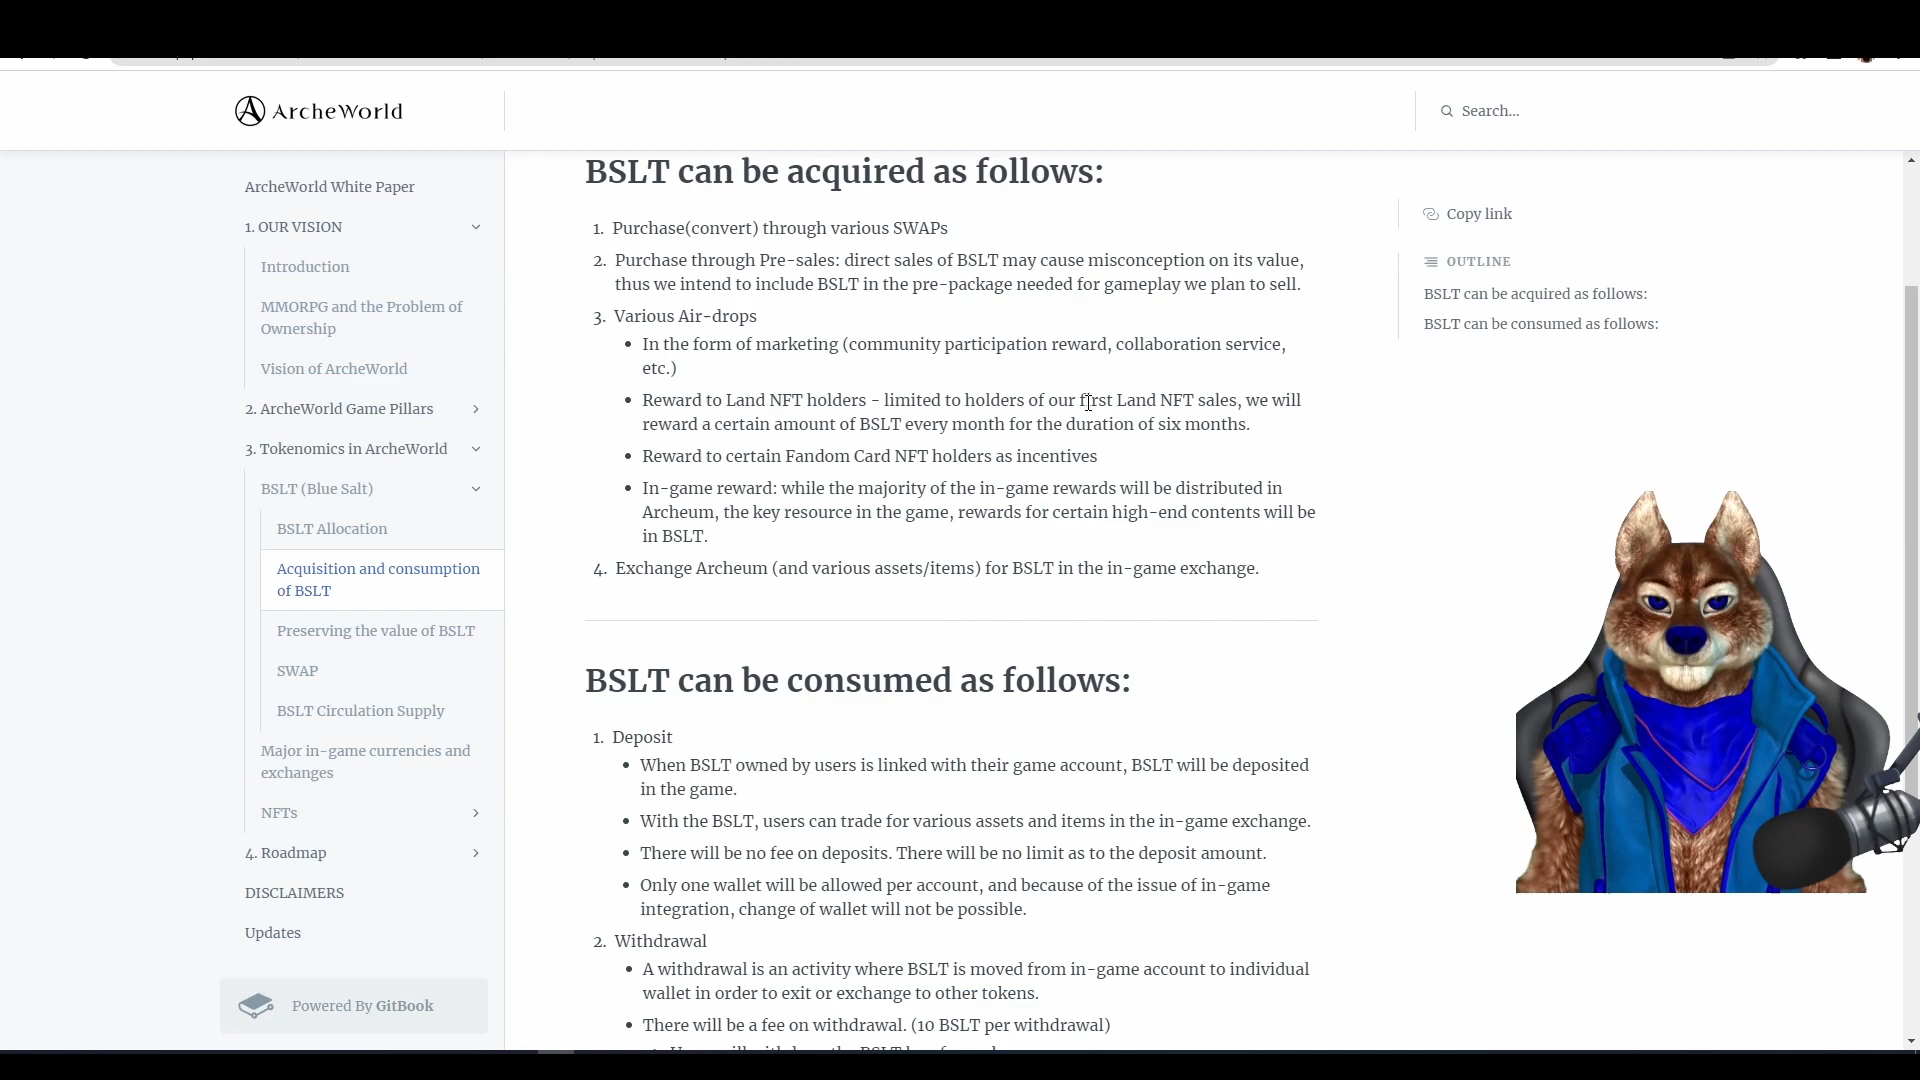 ArcheWorld
Search...
ArcheWorld White Paper
1. OUR VISION
Introduction
MMORPG and the Problem of
Ownership
Vision of ArcheWorld
2. ArcheWorld Game Pillars
3. Tokenomics in ArcheWorld
BSLT (Blue Salt)
BSLT Allocation
Acquisition and consumption
of BSLT
Preserving the value of BSLT
SWAP
BSLT Circulation Supply
Major in-game currencies and
exchanges
NFTs
4. Roadmap
DISCLAIMERS
Updates
Powered By GitBook
BSLT can be acquired as follows:
1. Purchase(convert) through various SWAPs
2. Purchase through Pre-sales: direct sales of BSLT may cause misconception on its value,
thus we intend to include BSLT in the pre-package needed for gameplay we plan to sell.
3. Various Air-drops
• In the form of marketing (community participation reward, collaboration service,
etc.)
• Reward to Land NFT holders - limited to holders of our first Land NFT sales, we will
reward a certain amount of BSLT every month for the duration of six months.
• Reward to certain Fandom Card NFT holders as incentives
• In-game reward: while the majority of the in-game rewards will be distributed in
Archeum, the key resource in the game, rewards for certain high-end contents will be
in BSLT.
4. Exchange Archeum (and various assets/items) for BSLT in the in-game exchange.
BSLT can be consumed as follows:
1. Deposit
• When BSLT owned by users is linked with their game account, BSLT will be deposited
in the game.
• With the BSLT, users can trade for various assets and items in the in-game exchange.
• There will be no fee on deposits. There will be no limit as to the deposit amount.
• Only one wallet will be allowed per account, and because of the issue of in-game
integration, change of wallet will not be possible.
2. Withdrawal
• A withdrawal is an activity where BSLT is moved from in-game account to individual
wallet in order to exit or exchange to other tokens.
• There will be a fee on withdrawal. (10 BSLT per withdrawal)
Copy link
OUTLINE
BSLT can be acquired as follows:
BSLT can be consumed as follows: